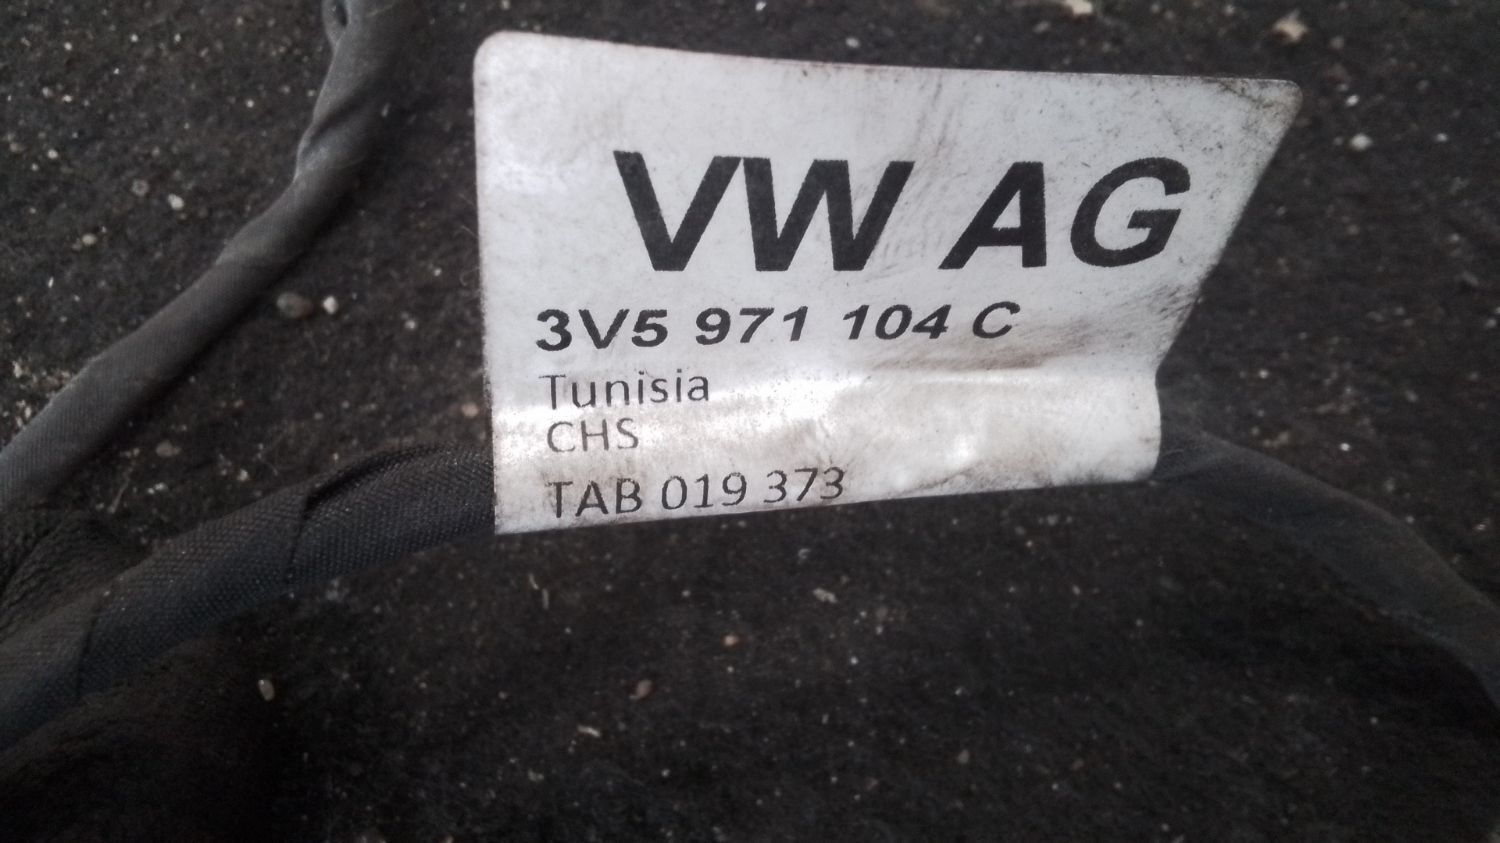 VW AG
3V5 971 104 C
Tunisia
CHS
TAB 019 373